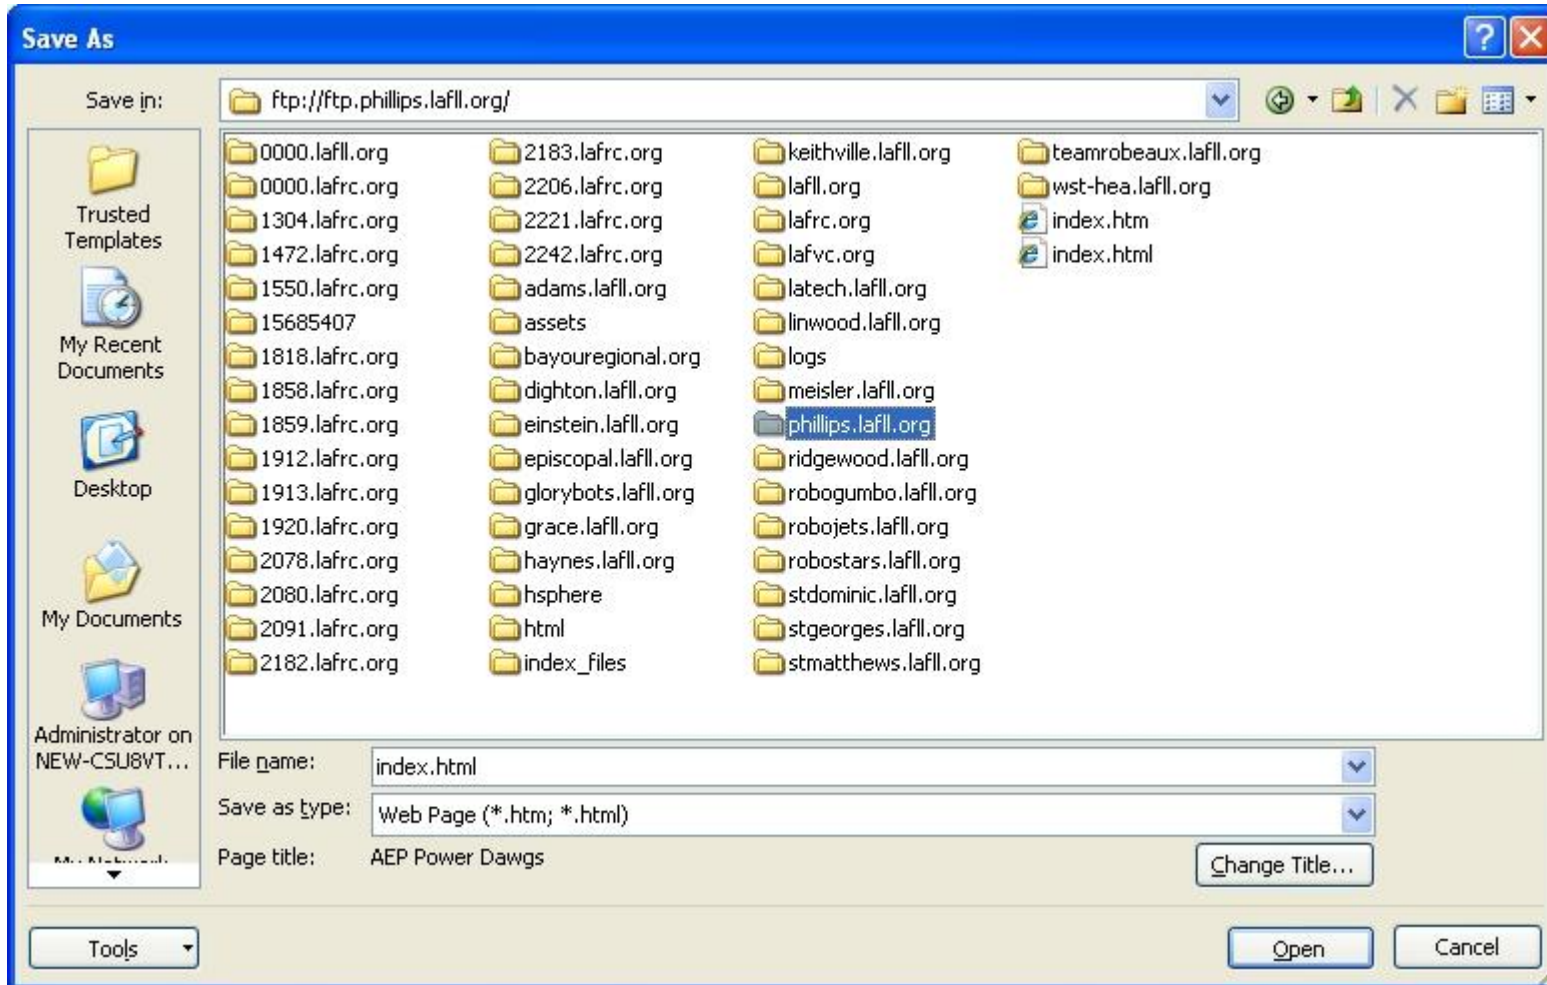 Save As
Save in:
ftp://ftp.phillips.lafll.org/
Trusted
Templates
My Recent
Documents
Desktop
My Documents
Administrator on
NEW-CSU8VT...
My Network
0000.lafll.org
0000.lafrc.org
1304.lafrc.org
1472.lafrc.org
1550.lafrc.org
15685407
1818.lafrc.org
1858.lafrc.org
1859.lafrc.org
1912.lafrc.org
1913.lafrc.org
1920.lafrc.org
2078.lafrc.org
2080.lafrc.org
2091.lafrc.org
2182.lafrc.org
2183.lafrc.org
2206.lafrc.org
2221.lafrc.org
2242.lafrc.org
adams.lafll.org
assets
bayouregional.org
dighton.lafll.org
einstein.lafll.org
episcopal.lafll.org
glorybots.lafll.org
grace.lafll.org
haynes.lafll.org
hsphere
html
index_files
keithville.lafll.org
lafll.org
lafrc.org
lafvc.org
latech.lafll.org
linwood.lafll.org
logs
meisler.lafll.org
phillips.lafll.org
ridgewood.lafll.org
robogumbo.lafll.org
robojets.lafll.org
robostars.lafll.org
stdominic.lafll.org
stgeorges.lafll.org
stmatthews.lafll.org
teamrobeaux.lafll.org
wst-hea.lafll.org
index.htm
index.html
File name:
index.html
Save as type:
Web Page (*.htm; *.html)
Page title:
AEP Power Dawgs
Change Title...
Tools
Open
Cancel